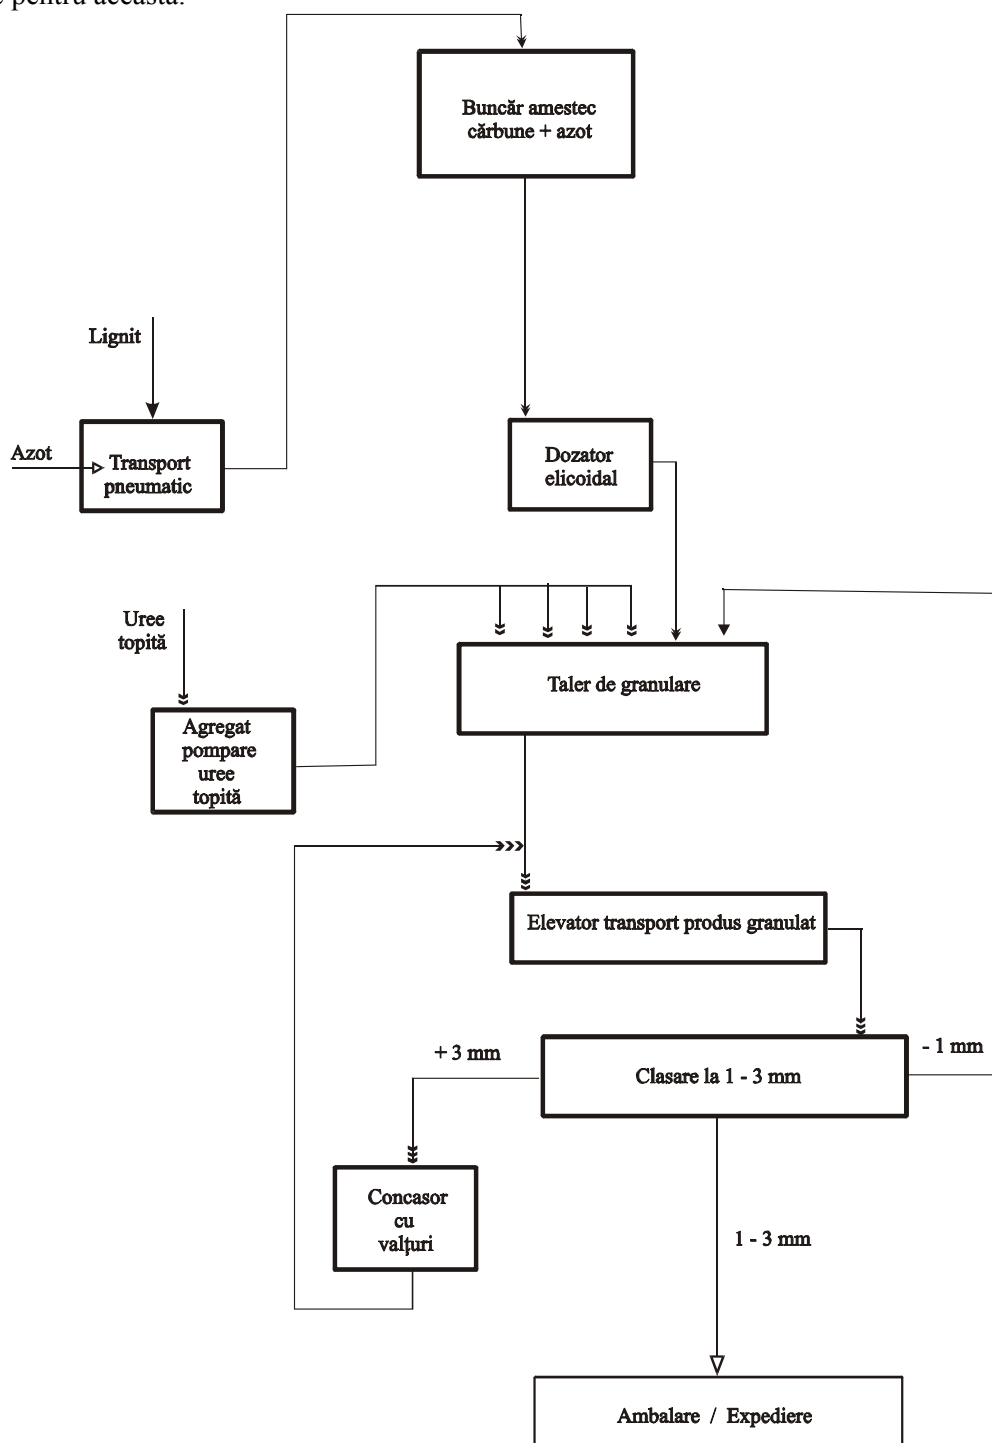 pentru aceasta.
Buncăr amestec
cărbune + azot
Lignit
Azot
Transport
pneumatic
Dozator
elicoidal
Uree
topită
Taler de granulare
Agregat
pompare
uree
topită
Elevator transport produs granulat
+ 3 mm
- 1 mm
Clasare la 1 - 3 mm
Concasor
cu
valţuri
1 - 3 mm
Ambalare / Expediere